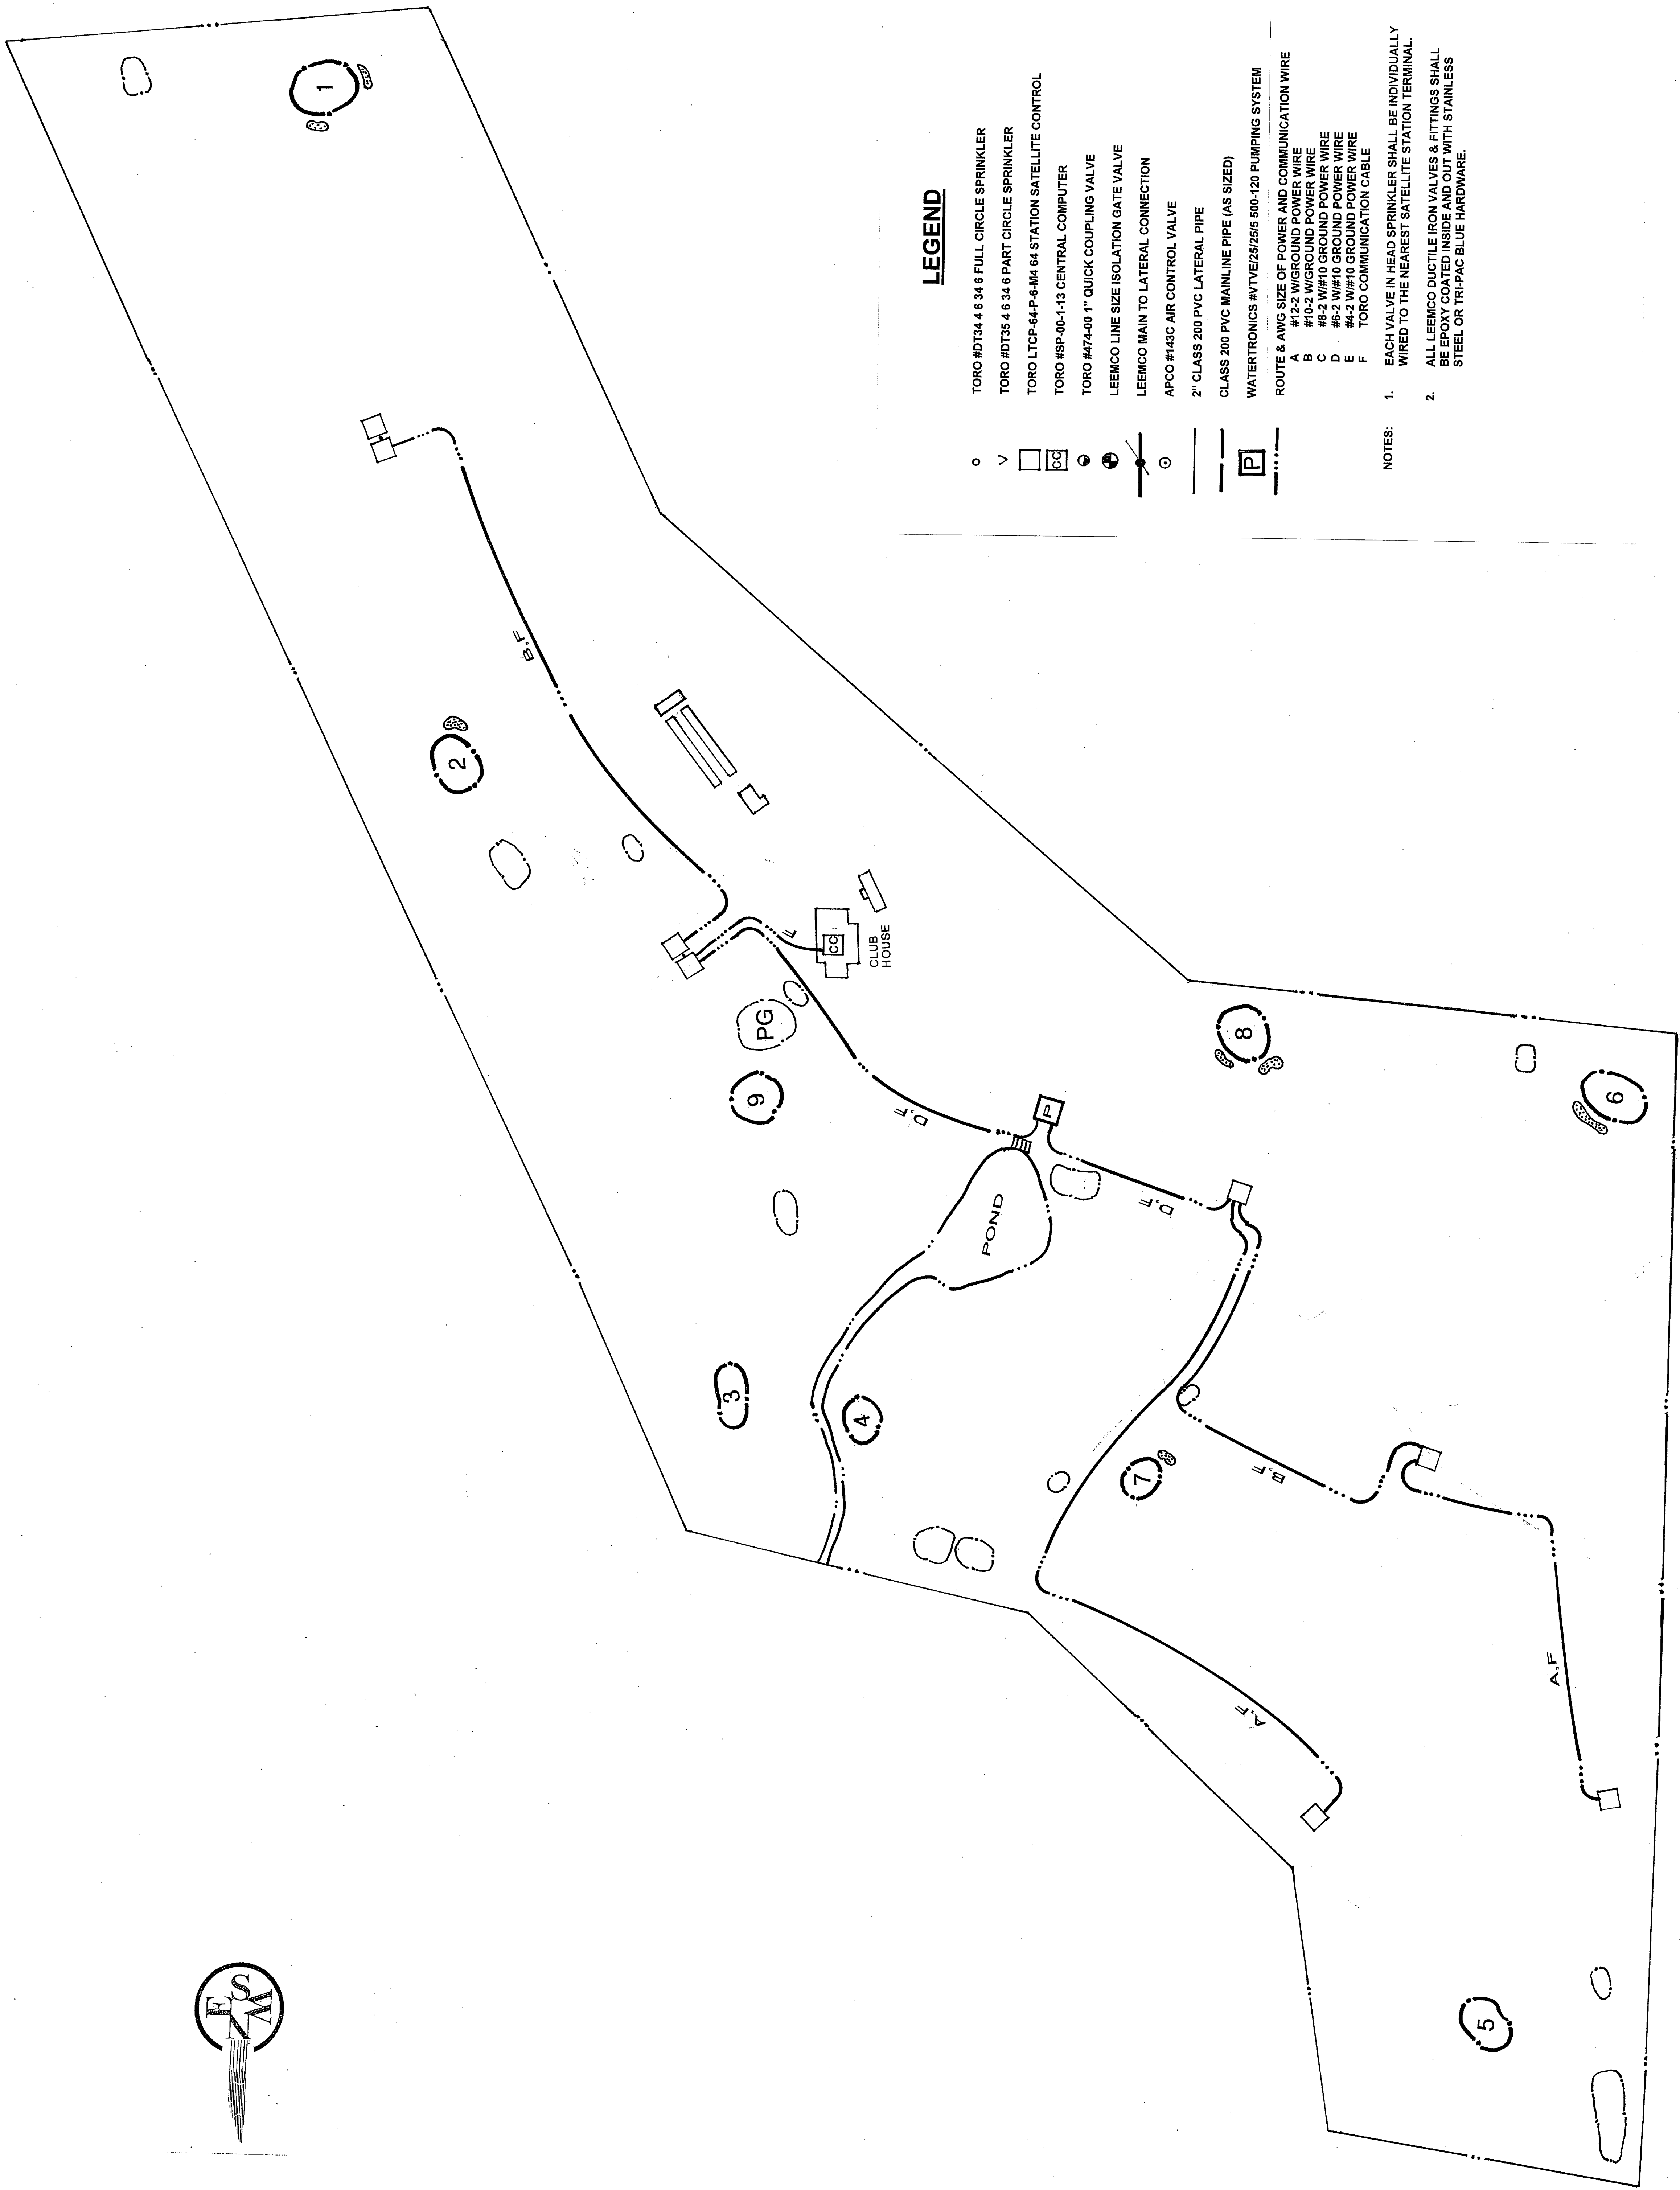 LEGEND
TORO #DT34 4 6 34 6 FULL CIRCLE SPRINKLER
TORO #DT35 4 6 34 6 PART CIRCLE SPRINKLER
TORO LTCP-64-P-6-M4 64 STATION SATELLITE CONTROL
CC TORO #SP-00-1-13 CENTRAL COMPUTER
TORO #474-00 1" QUICK COUPLING VALVE
LEEMCO LINE SIZE ISOLATION GATE VALVE
LEEMCO MAIN TO LATERAL CONNECTION
APCO #143C AIR CONTROL VALVE
2" CLASS 200 PVC LATERAL PIPE
CLASS 200 PVC MAINLINE PIPE (AS SIZED)
P WATERTRONICS #VTVE/25/25/5 500-120 PUMPING SYSTEM
ROUTE & AWG SIZE OF POWER AND COMMUNICATION WIRE
A #12-2 W/GROUND POWER WIRE
B #10-2 W/GROUND POWER WIRE
C #8-2 W/#10 GROUND POWER WIRE
D #6-2 W/#10 GROUND POWER WIRE
E #4-2 W/#10 GROUND POWER WIRE
F TORO COMMUNICATION CABLE
NOTES: 1. EACH VALVE IN HEAD SPRINKLER SHALL BE INDIVIDUALLY
WIRED TO THE NEAREST SATELLITE STATION TERMINAL.
2. ALL LEEMCO DUCTILE IRON VALVES & FITTINGS SHALL
BE EPOXY COATED INSIDE AND OUT WITH STAINLESS
STEEL OR TRI-PAC BLUE HARDWARE.
1
B,F
2
F
CC
CLUB
HOUSE
PG
9
D,F
P
POND
D,F
8
6
3
4
7
B,F
A,F
A,F
5
N
E
S
W